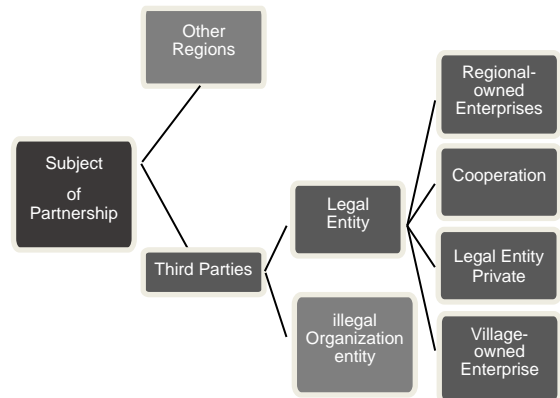 Other
Regions
Subject
of
Partnership
Third Parties
Legal
Entity
illegal
Organization
entity
Regional-
owned
Enterprises
Cooperation
Legal Entity
Private
Village-
owned
Enterprise